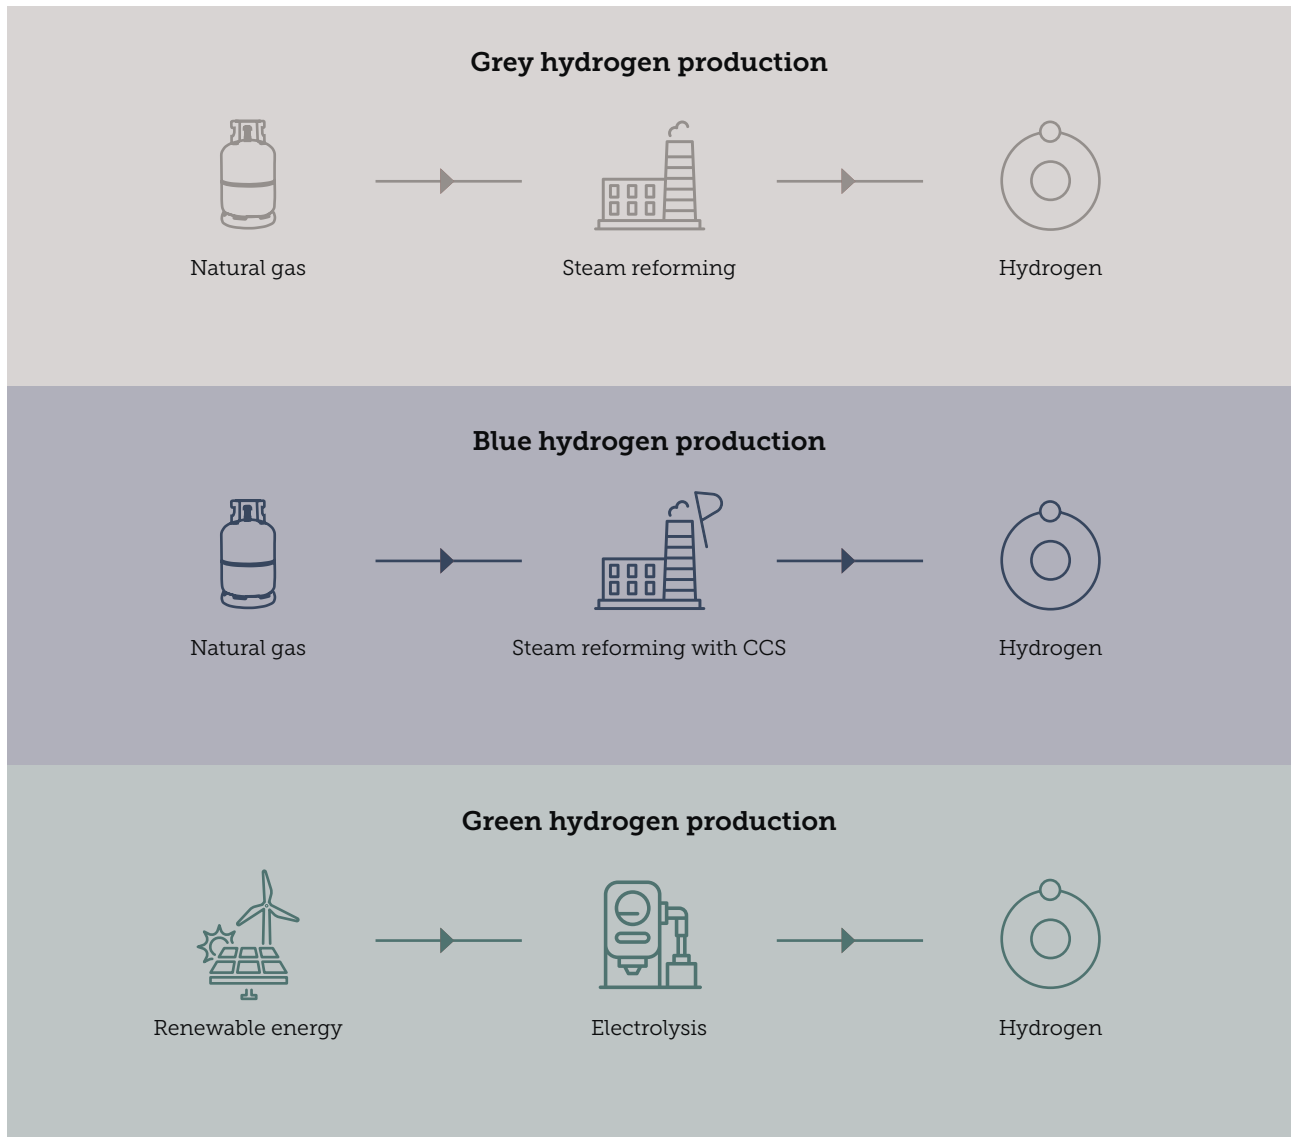 Grey hydrogen production
Natural gas
Steam reforming
Hydrogen
Blue hydrogen production
Natural gas
Steam reforming with CCS
Hydrogen
Green hydrogen production
Renewable energy
Electrolysis
Hydrogen